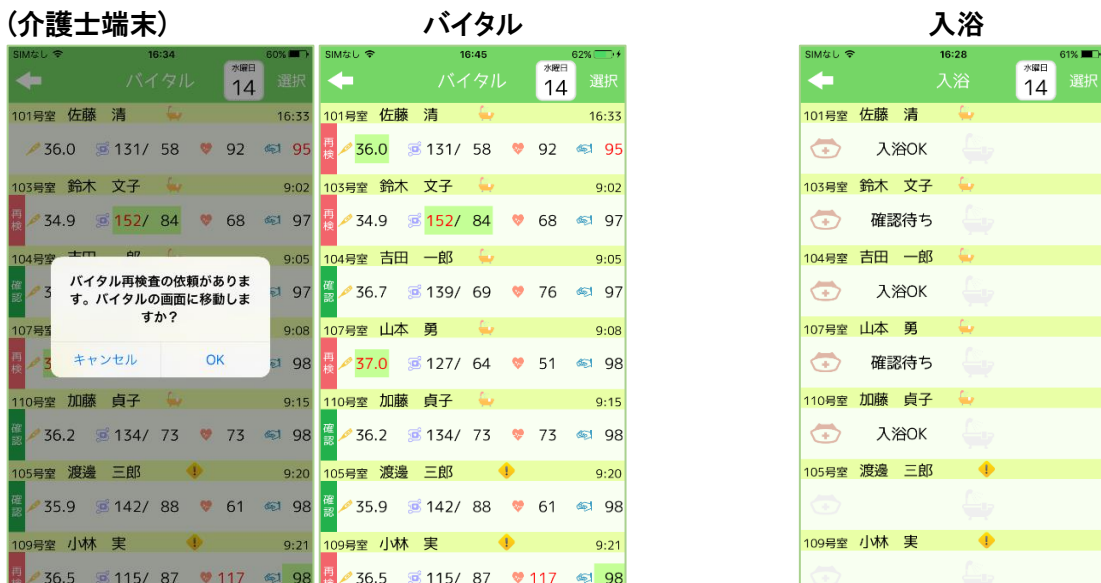 (介護士端末)
バイタル
入浴
SIMなし 16:34 60%
バイタル 水曜日 14 選択
101号室 佐藤 清 16:33
36.0 131/ 58 92 95
103号室 鈴木 文子 9:02
再検 34.9 152/ 84 68 97
104号室 9:05
確認 97
バイタル再検査の依頼がありま
す。バイタルの画面に移動しま
すか?
キャンセル OK
107号室 9:08
再検 98
110号室 加藤 貞子 9:15
確認 36.2 134/ 73 73 98
105号室 渡邊 三郎 9:20
確認 35.9 142/ 88 61 98
109号室 小林 実 9:21
再検 36.5 115/ 87 117 98
SIMなし 16:45 62%
バイタル 水曜日 14 選択
101号室 佐藤 清 16:33
再検 36.0 131/ 58 92 95
103号室 鈴木 文子 9:02
再検 34.9 152/ 84 68 97
104号室 吉田 一郎 9:05
確認 36.7 139/ 69 76 97
107号室 山本 勇 9:08
再検 37.0 127/ 64 51 98
110号室 加藤 貞子 9:15
確認 36.2 134/ 73 73 98
105号室 渡邊 三郎 9:20
確認 35.9 142/ 88 61 98
109号室 小林 実 9:21
再検 36.5 115/ 87 117 98
SIMなし 16:28 61%
入浴 水曜日 14 選択
101号室 佐藤 清
入浴OK
103号室 鈴木 文子
確認待ち
104号室 吉田 一郎
入浴OK
107号室 山本 勇
確認待ち
110号室 加藤 貞子
入浴OK
105号室 渡邊 三郎
109号室 小林 実